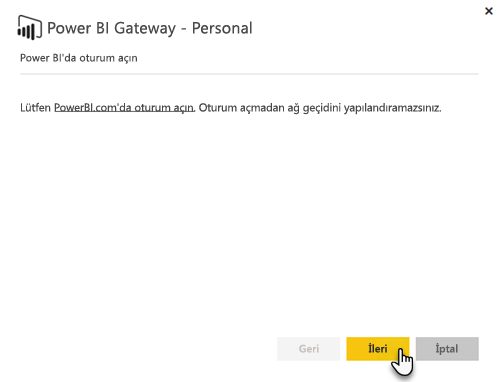 Power BI Gateway - Personal
Power BI'da oturum açın
Lütfen PowerBI.com'da oturum açın. Oturum açmadan ağ geçidini yapılandıramazsınız.
Geri İleri İptal